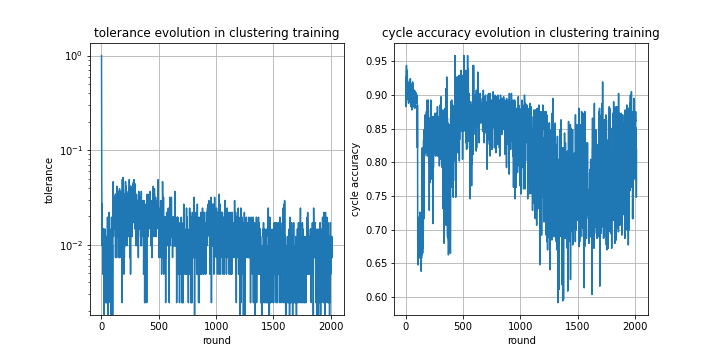 tolerance evolution in clustering training
10⁰
10⁻¹
10⁻²
tolerance
0 500 1000 1500 2000
round
cycle accuracy evolution in clustering training
0.95
0.90
0.85
0.80
0.75
0.70
0.65
0.60
cycle accuracy
0 500 1000 1500 2000
round